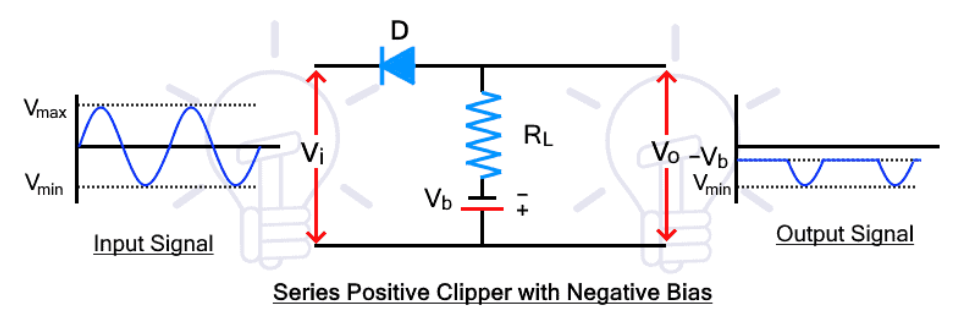 D
Vmax
Vmin
Input Signal
Vi
RL
Vb
−
+
Vo
−Vb
Vmin
Output Signal
Series Positive Clipper with Negative Bias